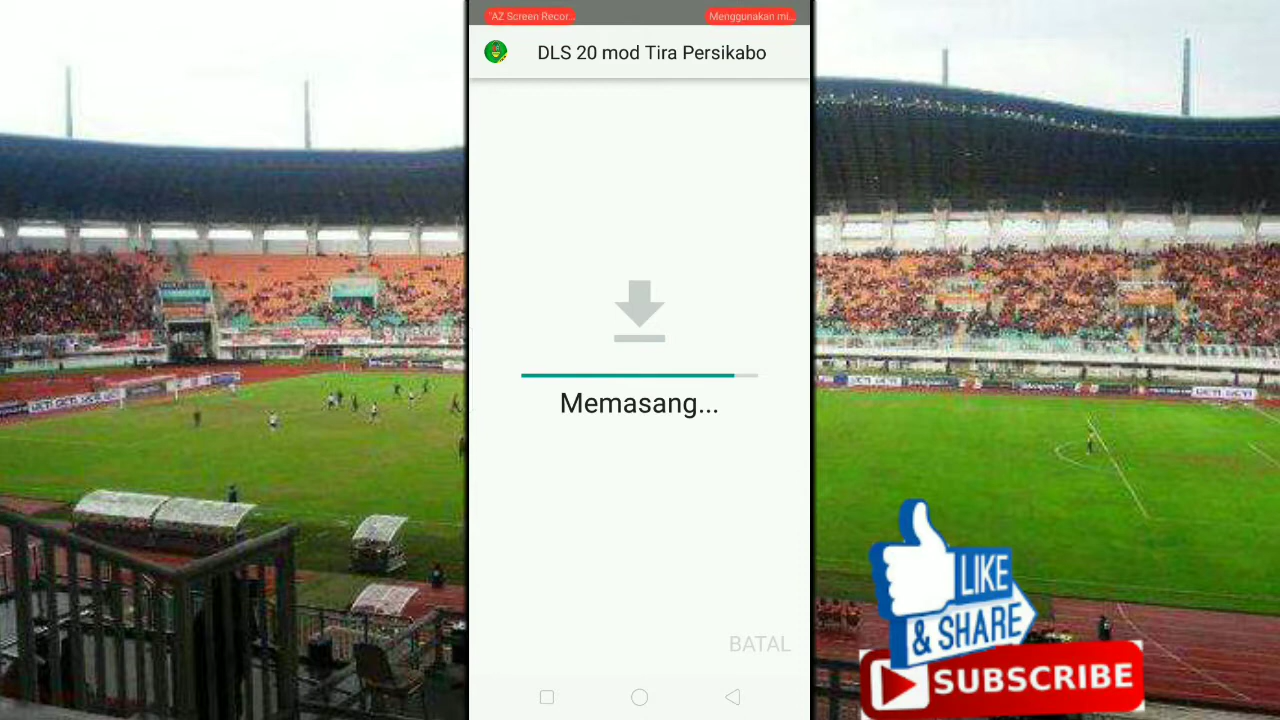 "AZ Screen Recor...
Menggunakan mi...
DLS 20 mod Tira Persikabo
Memasang...
BATAL
LIKE
& SHARE
SUBSCRIBE